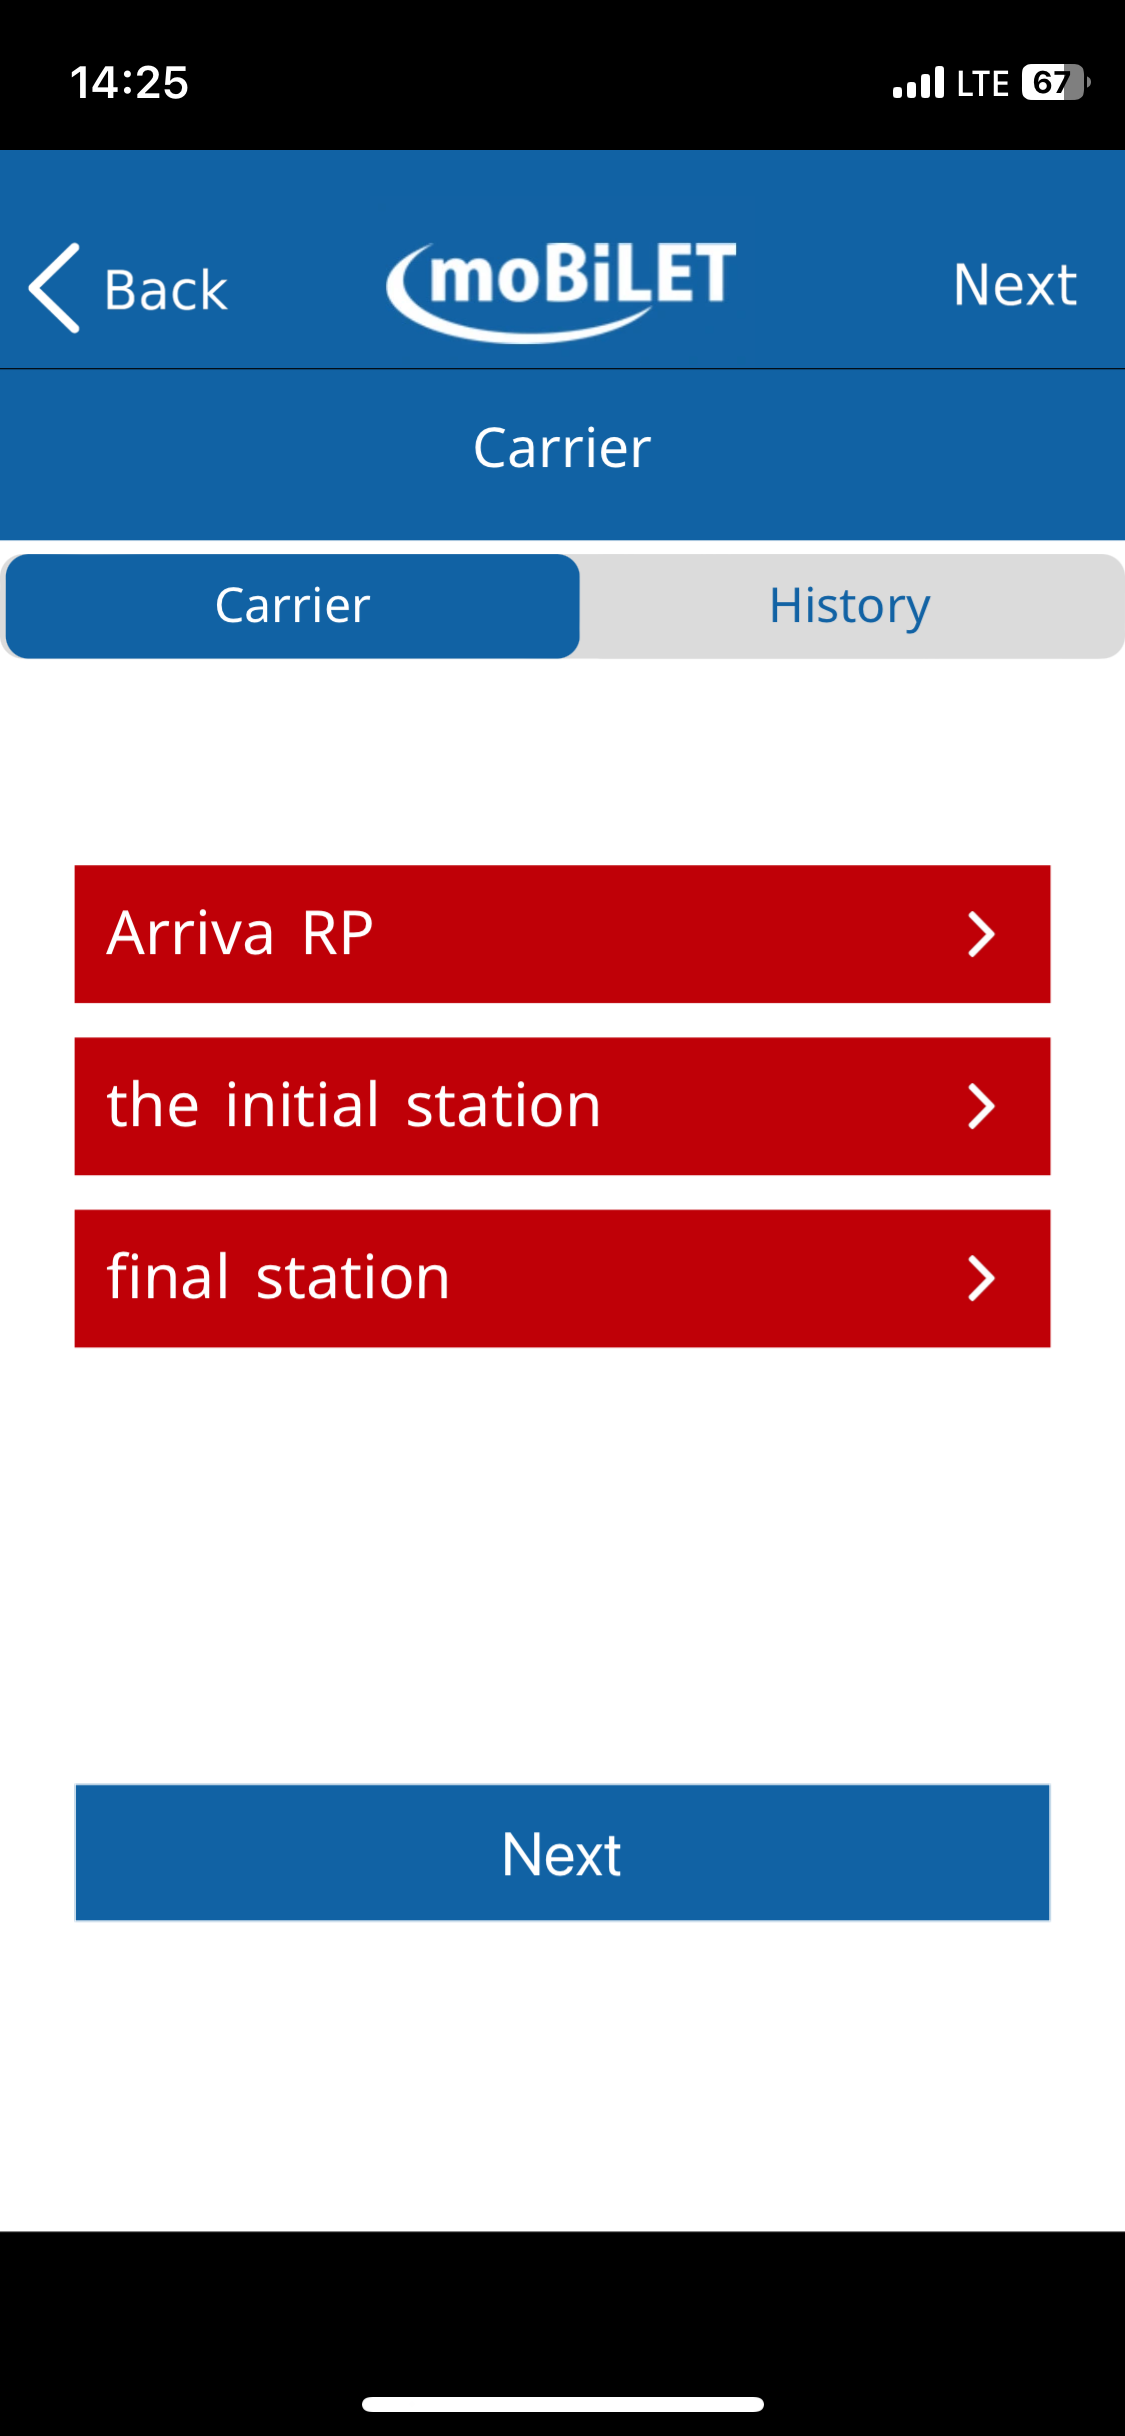 14:25
LTE 67
Back
moBiLET
Next
Carrier
Carrier
History
Arriva RP
the initial station
final station
Next